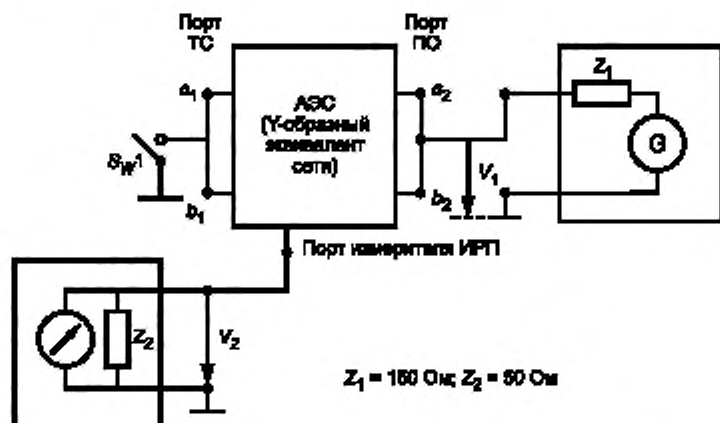 Порт
ТС
Порт
ПО
a1
a2
АЭС
(Y-образный
эквивалент
сети)
SW1
b1
b2
V1
Z1
G
Порт измерителя ИРП
Z2
V2
Z1 = 150 Ом; Z2 = 50 Ом